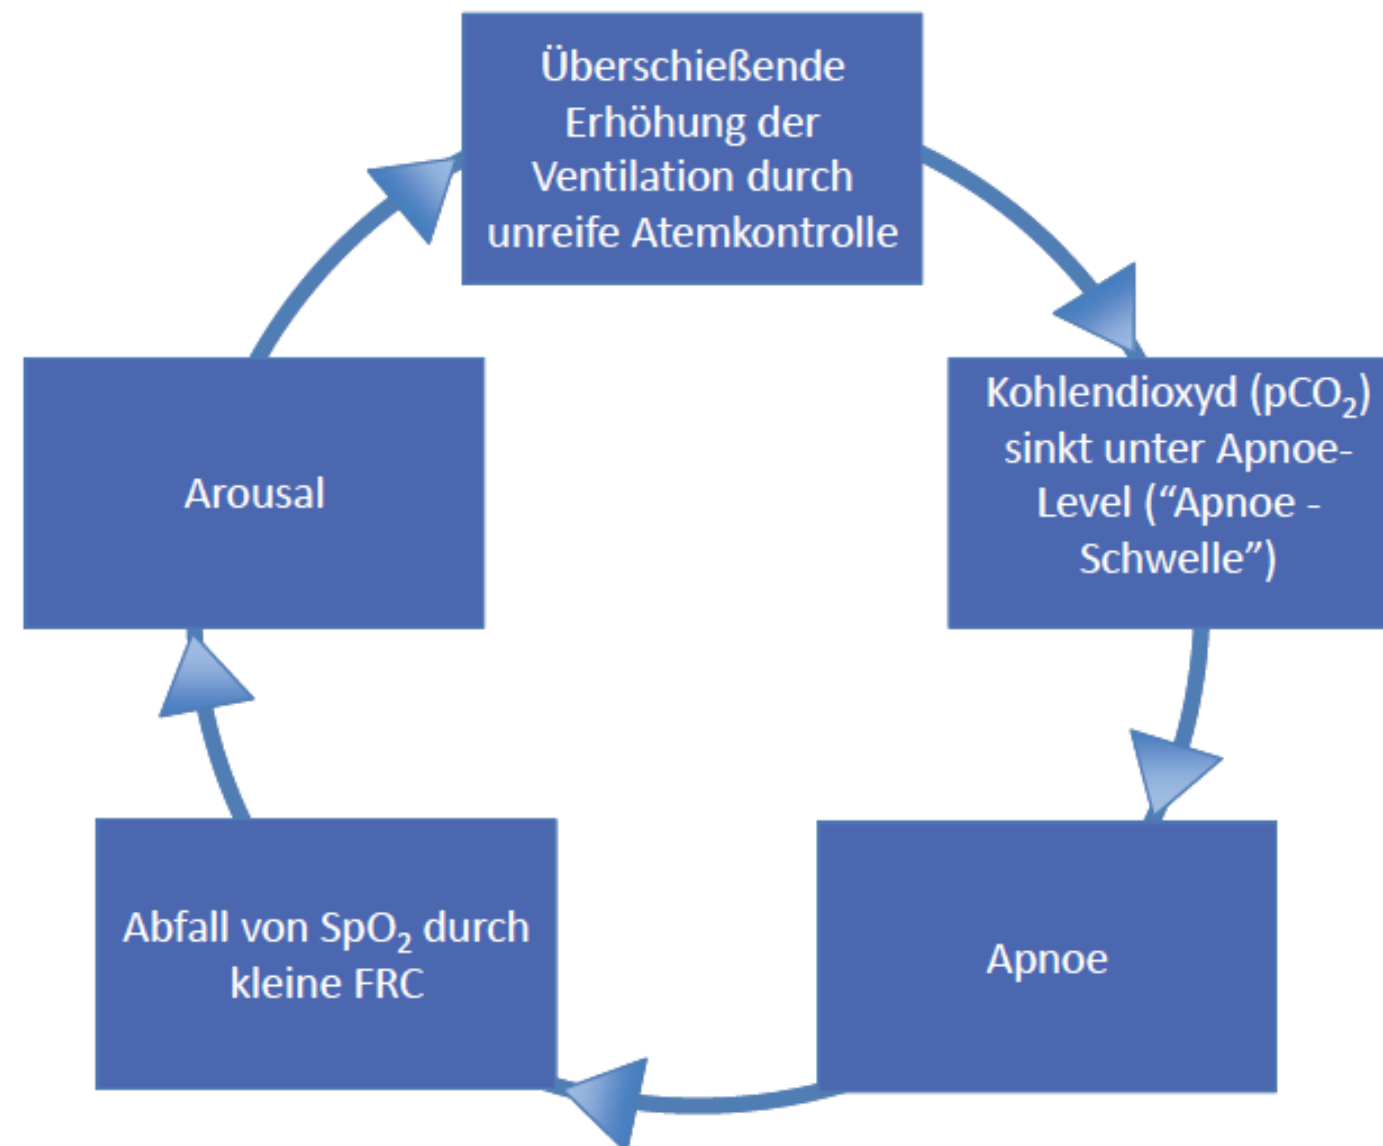 Überschießende
Erhöhung der
Ventilation durch
unreife Atemkontrolle
Kohlendioxyd (pCO₂)
sinkt unter Apnoe-
Level (“Apnoe -
Schwelle”)
Apnoe
Abfall von SpO₂ durch
kleine FRC
Arousal